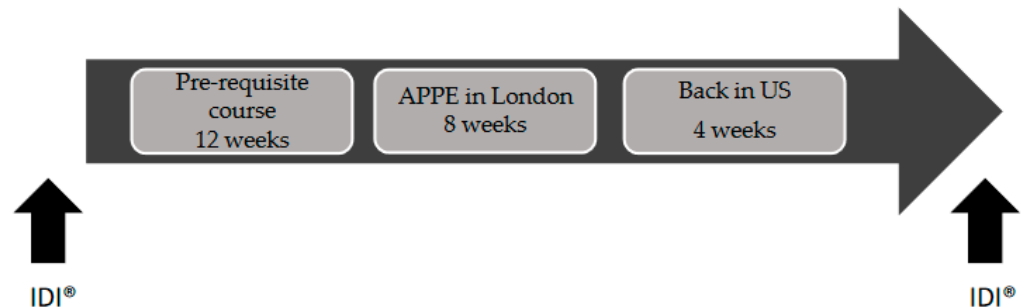 Pre-requisite
course
12 weeks
APPE in London
8 weeks
Back in US
4 weeks
IDI®
IDI®